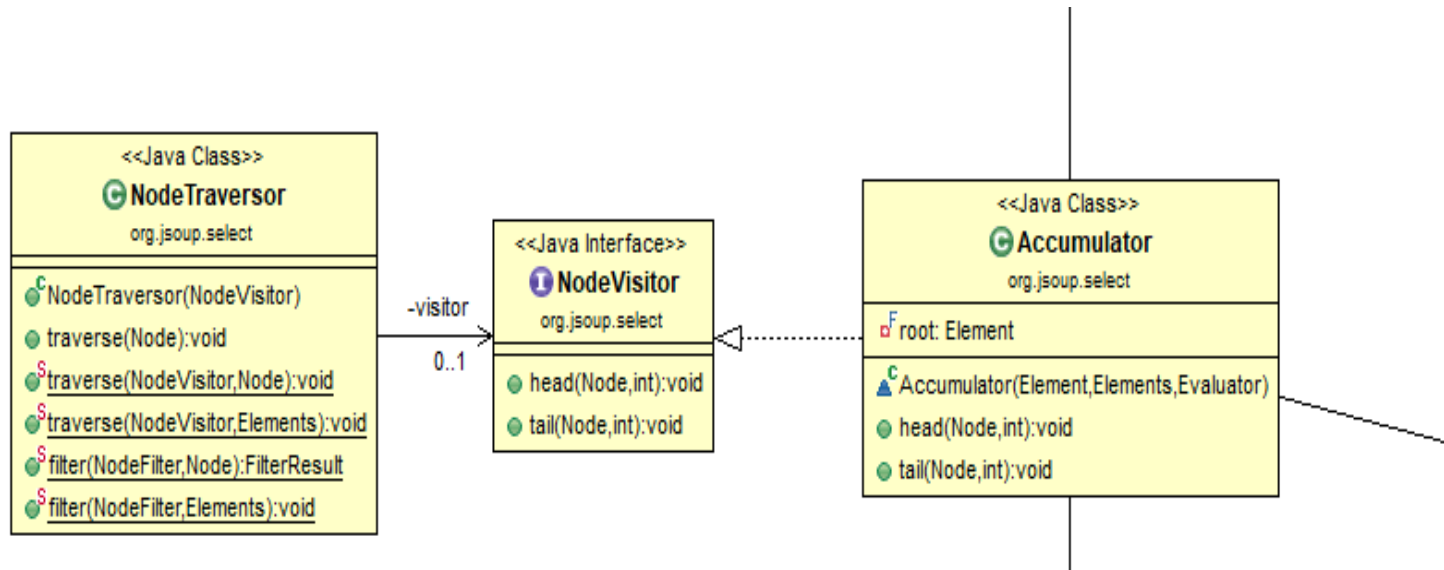 <<Java Class>>
NodeTraversor
org.jsoup.select
NodeTraversor(NodeVisitor)
traverse(Node):void
traverse(NodeVisitor,Node):void
traverse(NodeVisitor,Elements):void
filter(NodeFilter,Node):FilterResult
filter(NodeFilter,Elements):void
-visitor
0..1
<<Java Interface>>
NodeVisitor
org.jsoup.select
head(Node,int):void
tail(Node,int):void
<<Java Class>>
Accumulator
org.jsoup.select
root: Element
Accumulator(Element,Elements,Evaluator)
head(Node,int):void
tail(Node,int):void